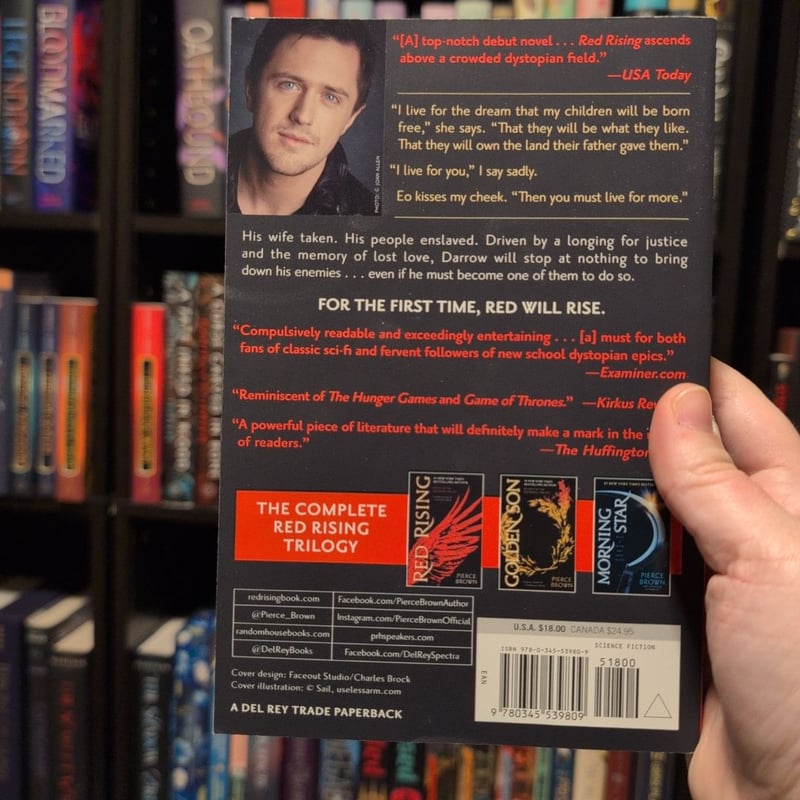 LEGENDBORN
BLOODMARKED
OATHBOUND
PHOTO: © JOAN ALLEN
“[A] top-notch debut novel . . . Red Rising ascends
above a crowded dystopian field.”
—USA Today
“I live for the dream that my children will be born
free,” she says. “That they will be what they like.
That they will own the land their father gave them.”
“I live for you,” I say sadly.
Eo kisses my cheek. “Then you must live for more.”
His wife taken. His people enslaved. Driven by a longing for justice
and the memory of lost love, Darrow will stop at nothing to bring
down his enemies . . . even if he must become one of them to do so.
FOR THE FIRST TIME, RED WILL RISE.
“Compulsively readable and exceedingly entertaining . . . [a] must for both
fans of classic sci-fi and fervent followers of new school dystopian epics.”
—Examiner.com
“Reminiscent of The Hunger Games and Game of Thrones.” —Kirkus
“A powerful piece of literature that will definitely make a mark in the
of readers.”
—The Huffington
THE COMPLETE
RED RISING
TRILOGY
RED RISING
PIERCE
BROWN
GOLDEN SON
PIERCE
BROWN
MORNING
STAR
PIERCE
BROWN
redrisingbook.com
Facebook.com/PierceBrownAuthor
@Pierce_Brown
Instagram.com/PierceBrownOfficial
randomhousebooks.com
prhspeakers.com
@DelReyBooks
Facebook.com/DelReySpectra
Cover design: Faceout Studio/Charles Brock
Cover illustration: © Sail, uselessarm.com
A DEL REY TRADE PAPERBACK
U.S.A. $18.00 CANADA $24.95
SCIENCE FICTION
ISBN 978-0-345-53980-9
51800
EAN
9 780345 539809